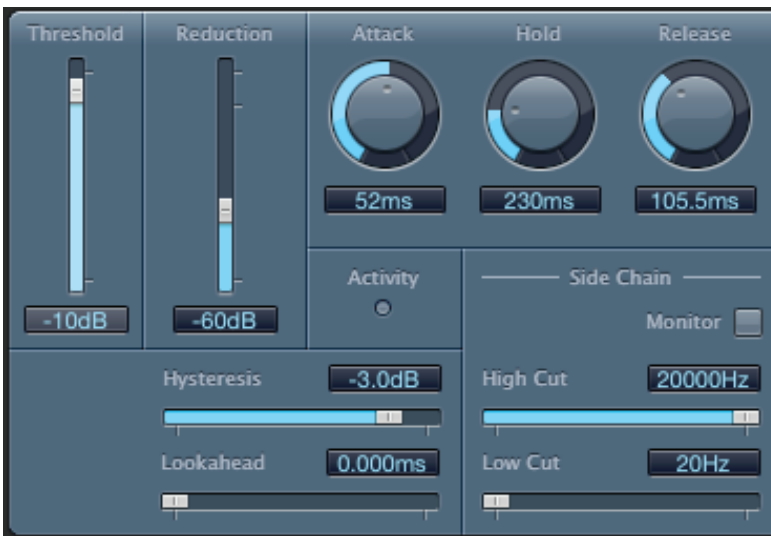 Threshold Reduction Attack Hold Release
52ms 230ms 105.5ms
Activity Side Chain
-10dB -60dB Monitor
Hysteresis -3.0dB High Cut 20000Hz
Lookahead 0.000ms Low Cut 20Hz